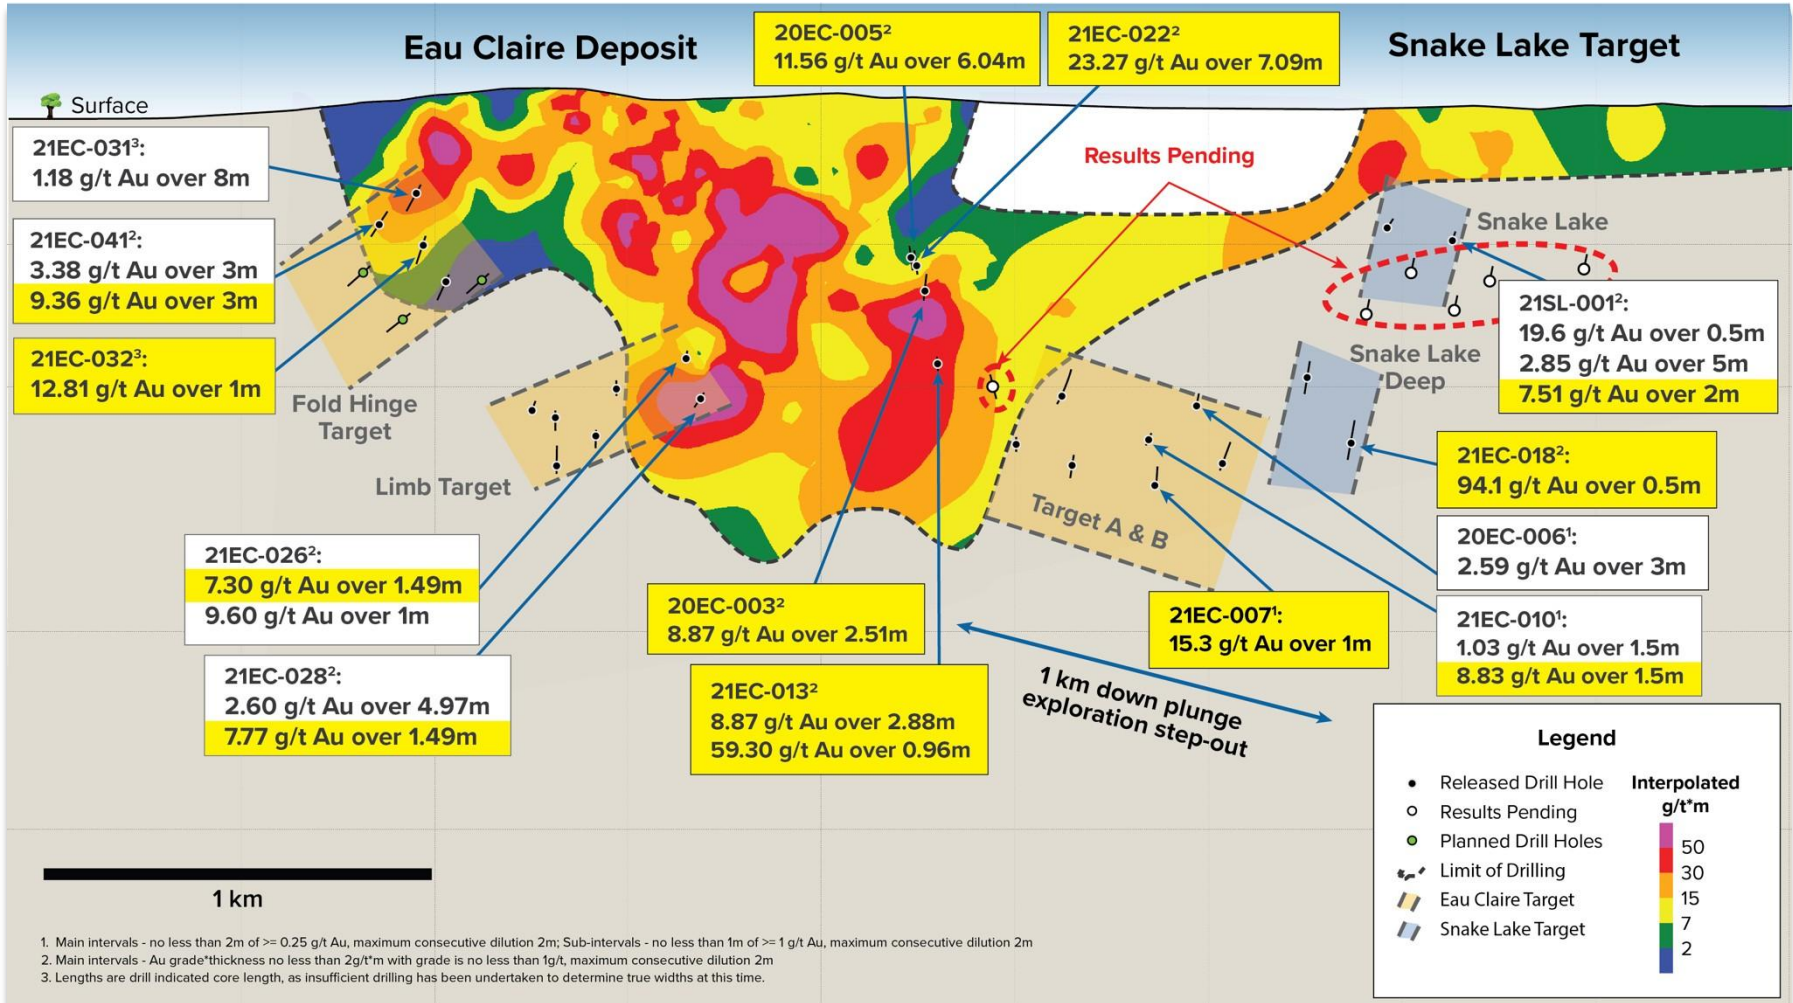 Eau Claire Deposit
Snake Lake Target
20EC-005²
11.56 g/t Au over 6.04m
21EC-022²
23.27 g/t Au over 7.09m
Surface
21EC-031³:
1.18 g/t Au over 8m
Results Pending
21EC-041²:
3.38 g/t Au over 3m
9.36 g/t Au over 3m
21EC-032³:
12.81 g/t Au over 1m
Fold Hinge
Target
Limb Target
Snake Lake
21SL-001²:
19.6 g/t Au over 0.5m
2.85 g/t Au over 5m
7.51 g/t Au over 2m
Snake Lake
Deep
21EC-018²:
94.1 g/t Au over 0.5m
Target A & B
20EC-006¹:
2.59 g/t Au over 3m
21EC-026²:
7.30 g/t Au over 1.49m
9.60 g/t Au over 1m
20EC-003²
8.87 g/t Au over 2.51m
21EC-007¹:
15.3 g/t Au over 1m
21EC-010¹:
1.03 g/t Au over 1.5m
8.83 g/t Au over 1.5m
21EC-028²:
2.60 g/t Au over 4.97m
7.77 g/t Au over 1.49m
21EC-013²
8.87 g/t Au over 2.88m
59.30 g/t Au over 0.96m
1 km down plunge
exploration step-out
Legend
Released Drill Hole
Results Pending
Planned Drill Holes
Limit of Drilling
Eau Claire Target
Snake Lake Target
Interpolated
g/t*m
50
30
15
7
2
1 km
1. Main intervals - no less than 2m of >= 0.25 g/t Au, maximum consecutive dilution 2m; Sub-intervals - no less than 1m of >= 1 g/t Au, maximum consecutive dilution 2m
2. Main intervals - Au grade*thickness no less than 2g/t*m with grade is no less than 1g/t, maximum consecutive dilution 2m
3. Lengths are drill indicated core length, as insufficient drilling has been undertaken to determine true widths at this time.